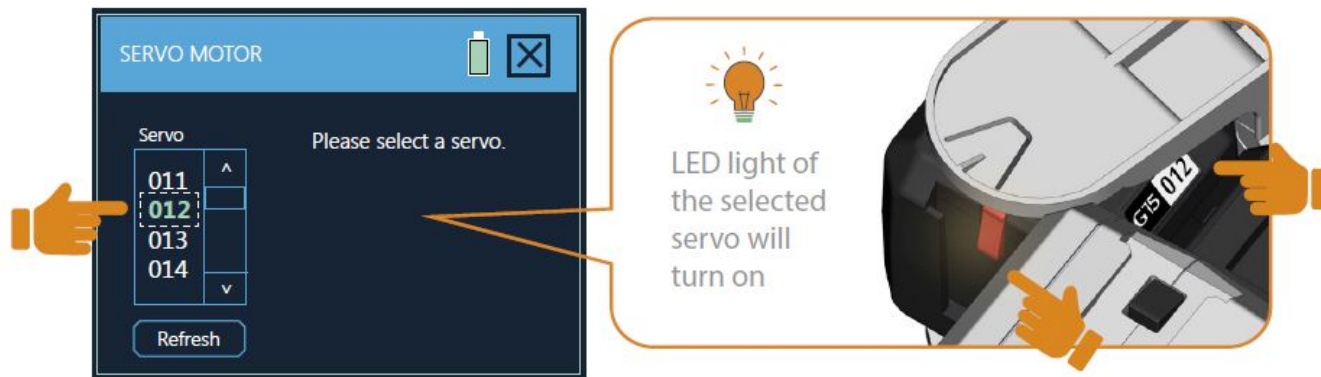 SERVO MOTOR
Servo
Please select a servo.
011
012
013
014
Refresh
LED light of
the selected
servo will
turn on
G15 012